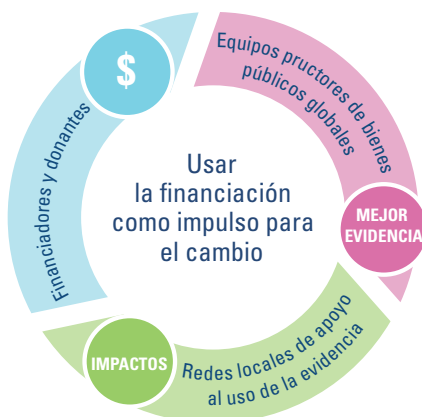 $
Financiadores y donantes
Equipos pructores de bienes
públicos globales
MEJOR
EVIDENCIA
Usar
la financiación
como impulso para
el cambio
Redes locales de apoyo
al uso de la evidencia
IMPACTOS